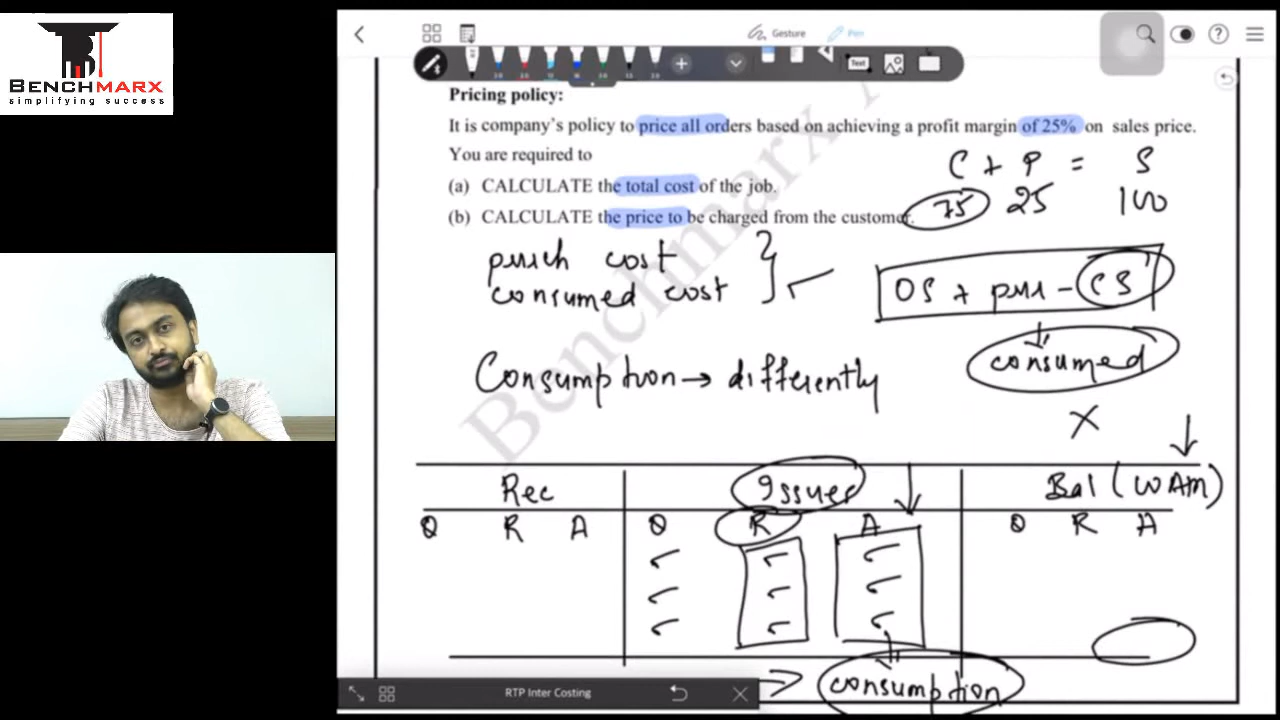 BENCHMARX
simplifying success
Gesture
Pen
Text
Pricing policy:
It is company's policy to price all orders based on achieving a profit margin of 25% on sales price.
You are required to
(a) CALCULATE the total cost of the job.
(b) CALCULATE the price to be charged from the customer.
C + P = S
75 25 100
purch cost
consumed cost
OS + pur - CS
consumed
Consumption → differently
X
Rec Issues Bal (WAM)
Q R A Q R A Q R A
consumption
RTP Inter Costing
Benchmarx